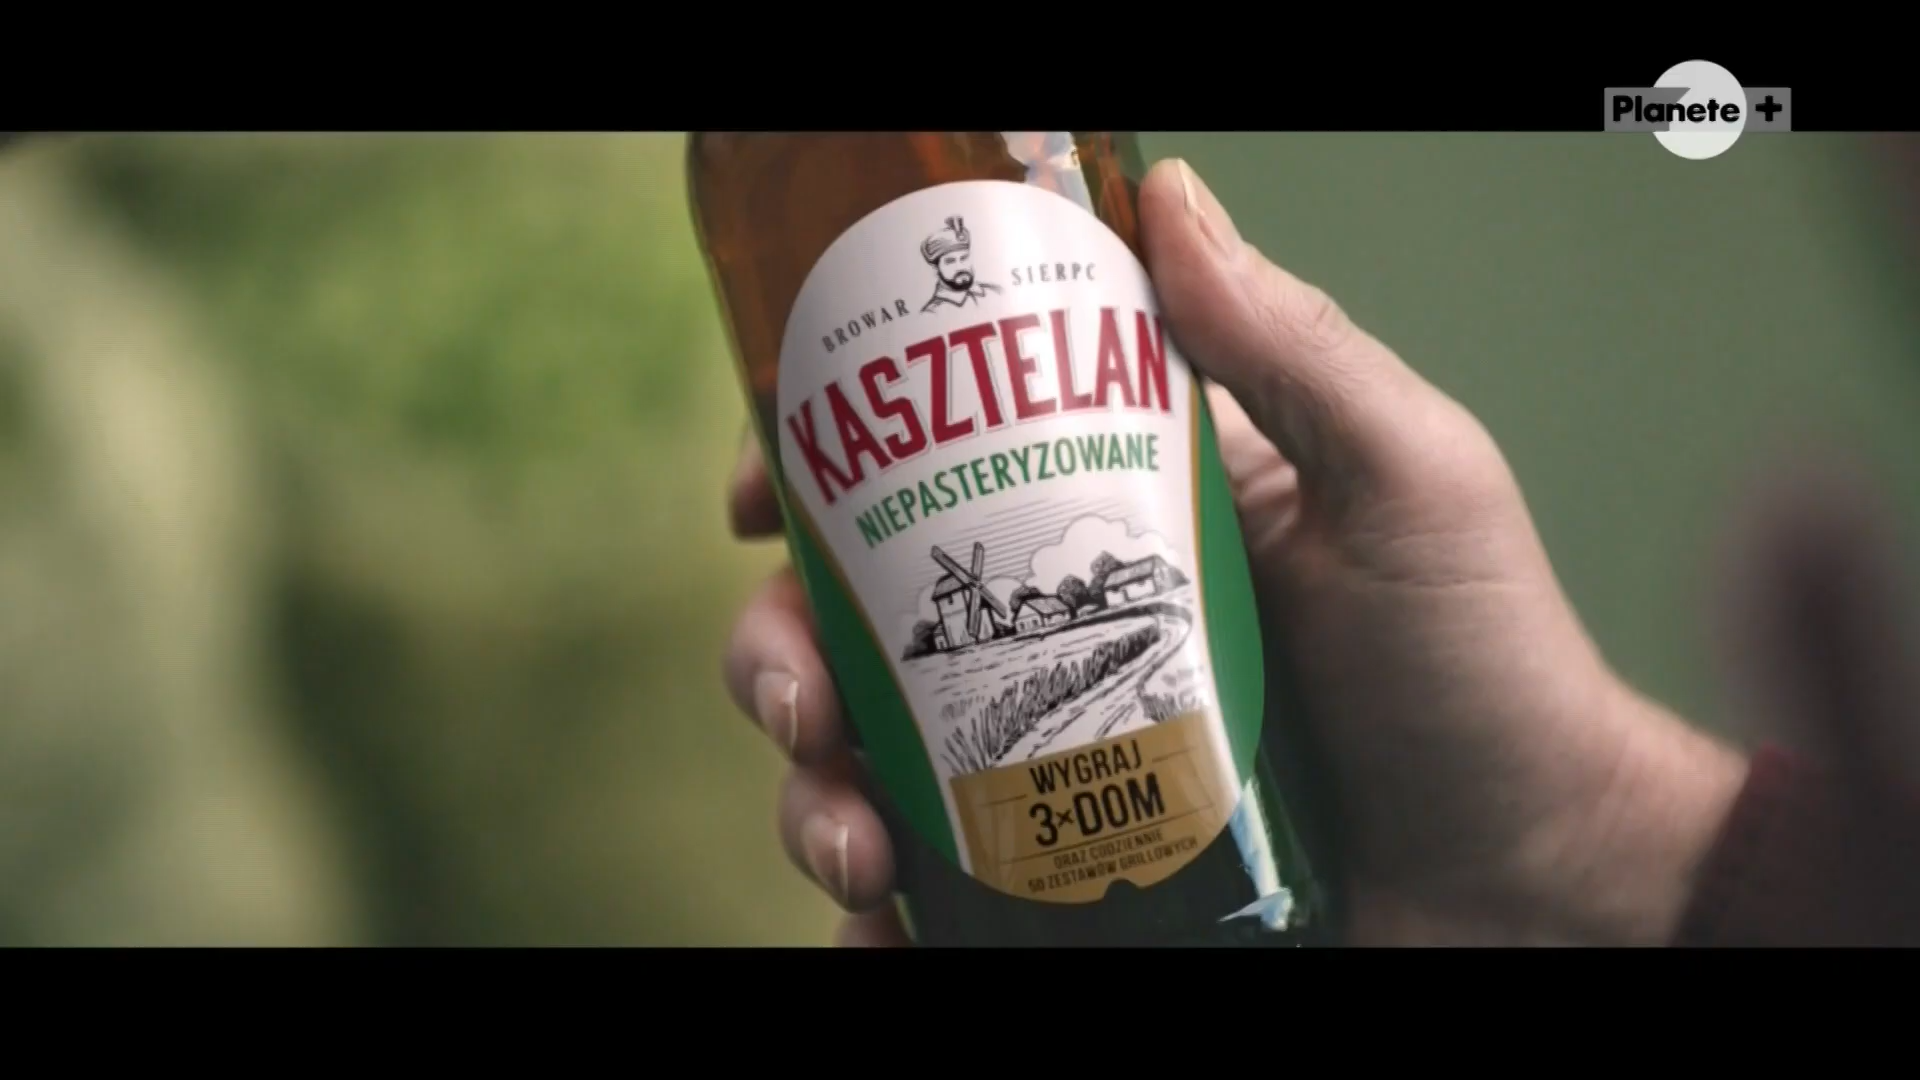 Planete +
BROWAR SIERPC
KASZTELAN
NIEPASTERYZOWANE
WYGRAJ
3×DOM
ORAZ CODZIENNIE
50 ZESTAWÓW GRILLOWYCH